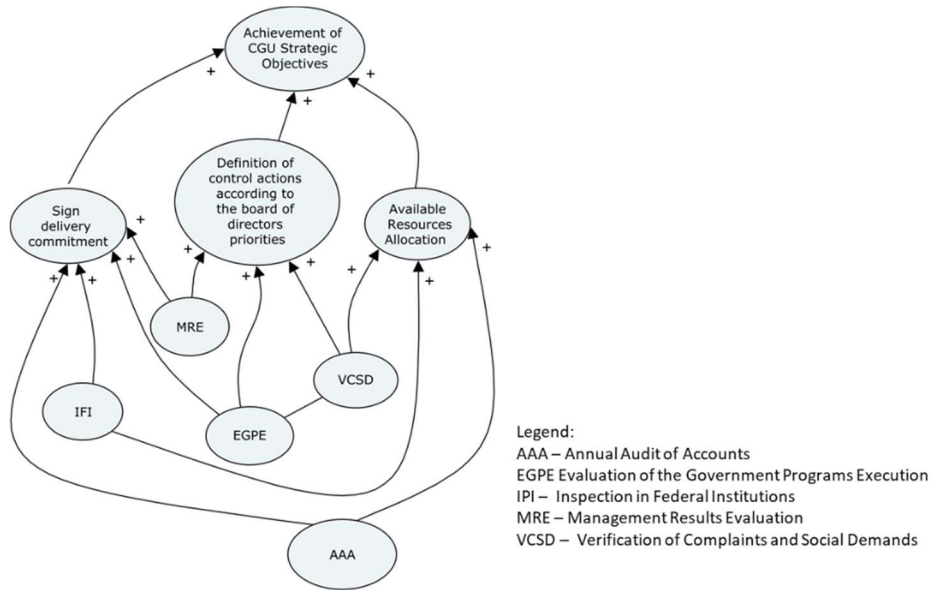 Achievement of
CGU Strategic
Objectives
+
+
+
Definition of
control actions
according to
the board of
directors
priorities
Sign
delivery
commitment
Available
Resources
Allocation
+
+
+
+
+
+
+
+
+
+
MRE
VCSD
IFI
EGPE
AAA
Legend:
AAA – Annual Audit of Accounts
EGPE Evaluation of the Government Programs Execution
IPI – Inspection in Federal Institutions
MRE – Management Results Evaluation
VCSD – Verification of Complaints and Social Demands